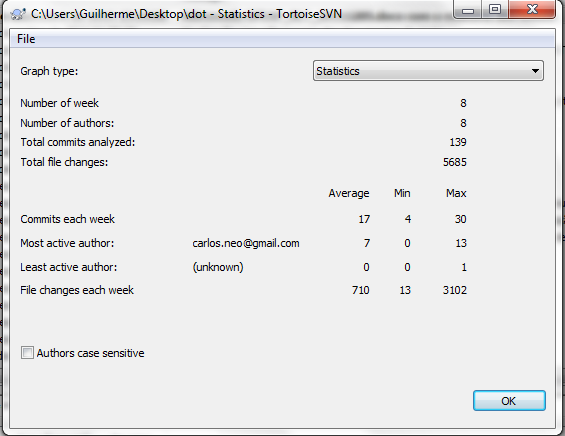 C:\Users\Guilherme\Desktop\dot - Statistics - TortoiseSVN
File
Graph type: Statistics
Number of week 8
Number of authors: 8
Total commits analyzed: 139
Total file changes: 5685
Average Min Max
Commits each week 17 4 30
Most active author: carlos.neo@gmail.com 7 0 13
Least active author: (unknown) 0 0 1
File changes each week 710 13 3102
Authors case sensitive
OK